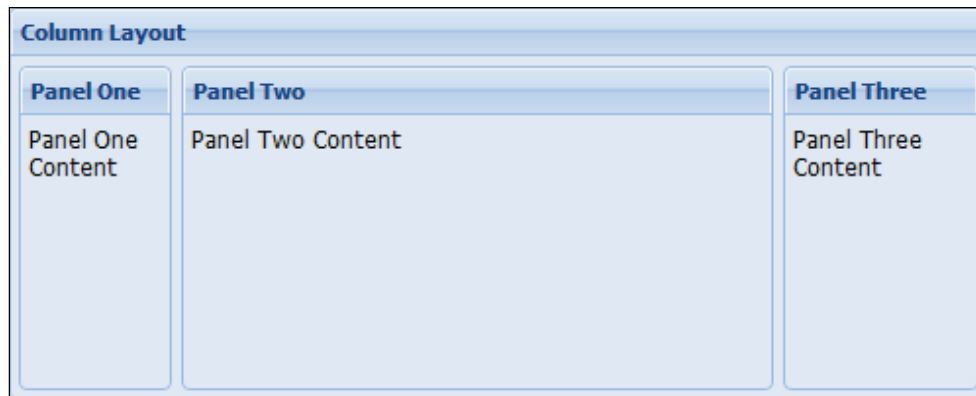 Column Layout
Panel One
Panel One
Content
Panel Two
Panel Two Content
Panel Three
Panel Three
Content